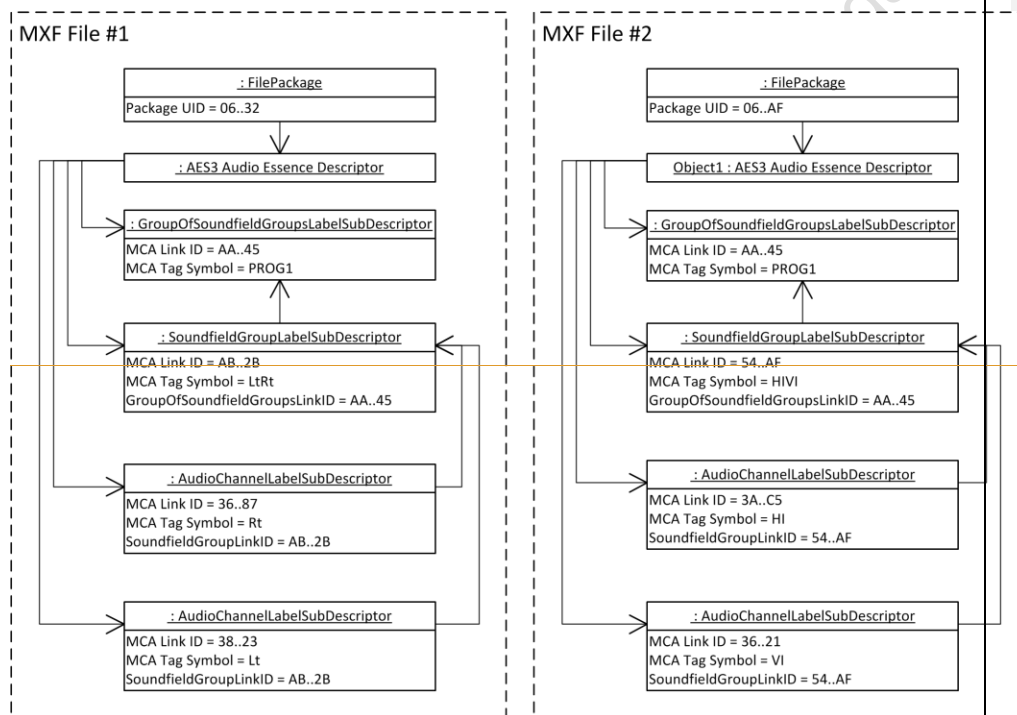 MXF File #1
: FilePackage
Package UID = 06..32
: AES3 Audio Essence Descriptor
: GroupOfSoundfieldGroupsLabelSubDescriptor
MCA Link ID = AA..45
MCA Tag Symbol = PROG1
: SoundfieldGroupLabelSubDescriptor
MCA Link ID = AB..2B
MCA Tag Symbol = LtRt
GroupOfSoundfieldGroupsLinkID = AA..45
: AudioChannelLabelSubDescriptor
MCA Link ID = 36..87
MCA Tag Symbol = Rt
SoundfieldGroupLinkID = AB..2B
: AudioChannelLabelSubDescriptor
MCA Link ID = 38..23
MCA Tag Symbol = Lt
SoundfieldGroupLinkID = AB..2B
MXF File #2
: FilePackage
Package UID = 06..AF
Object1 : AES3 Audio Essence Descriptor
: GroupOfSoundfieldGroupsLabelSubDescriptor
MCA Link ID = AA..45
MCA Tag Symbol = PROG1
: SoundfieldGroupLabelSubDescriptor
MCA Link ID = 54..AF
MCA Tag Symbol = HIVI
GroupOfSoundfieldGroupsLinkID = AA..45
: AudioChannelLabelSubDescriptor
MCA Link ID = 3A..C5
MCA Tag Symbol = HI
SoundfieldGroupLinkID = 54..AF
: AudioChannelLabelSubDescriptor
MCA Link ID = 36..21
MCA Tag Symbol = VI
SoundfieldGroupLinkID = 54..AF